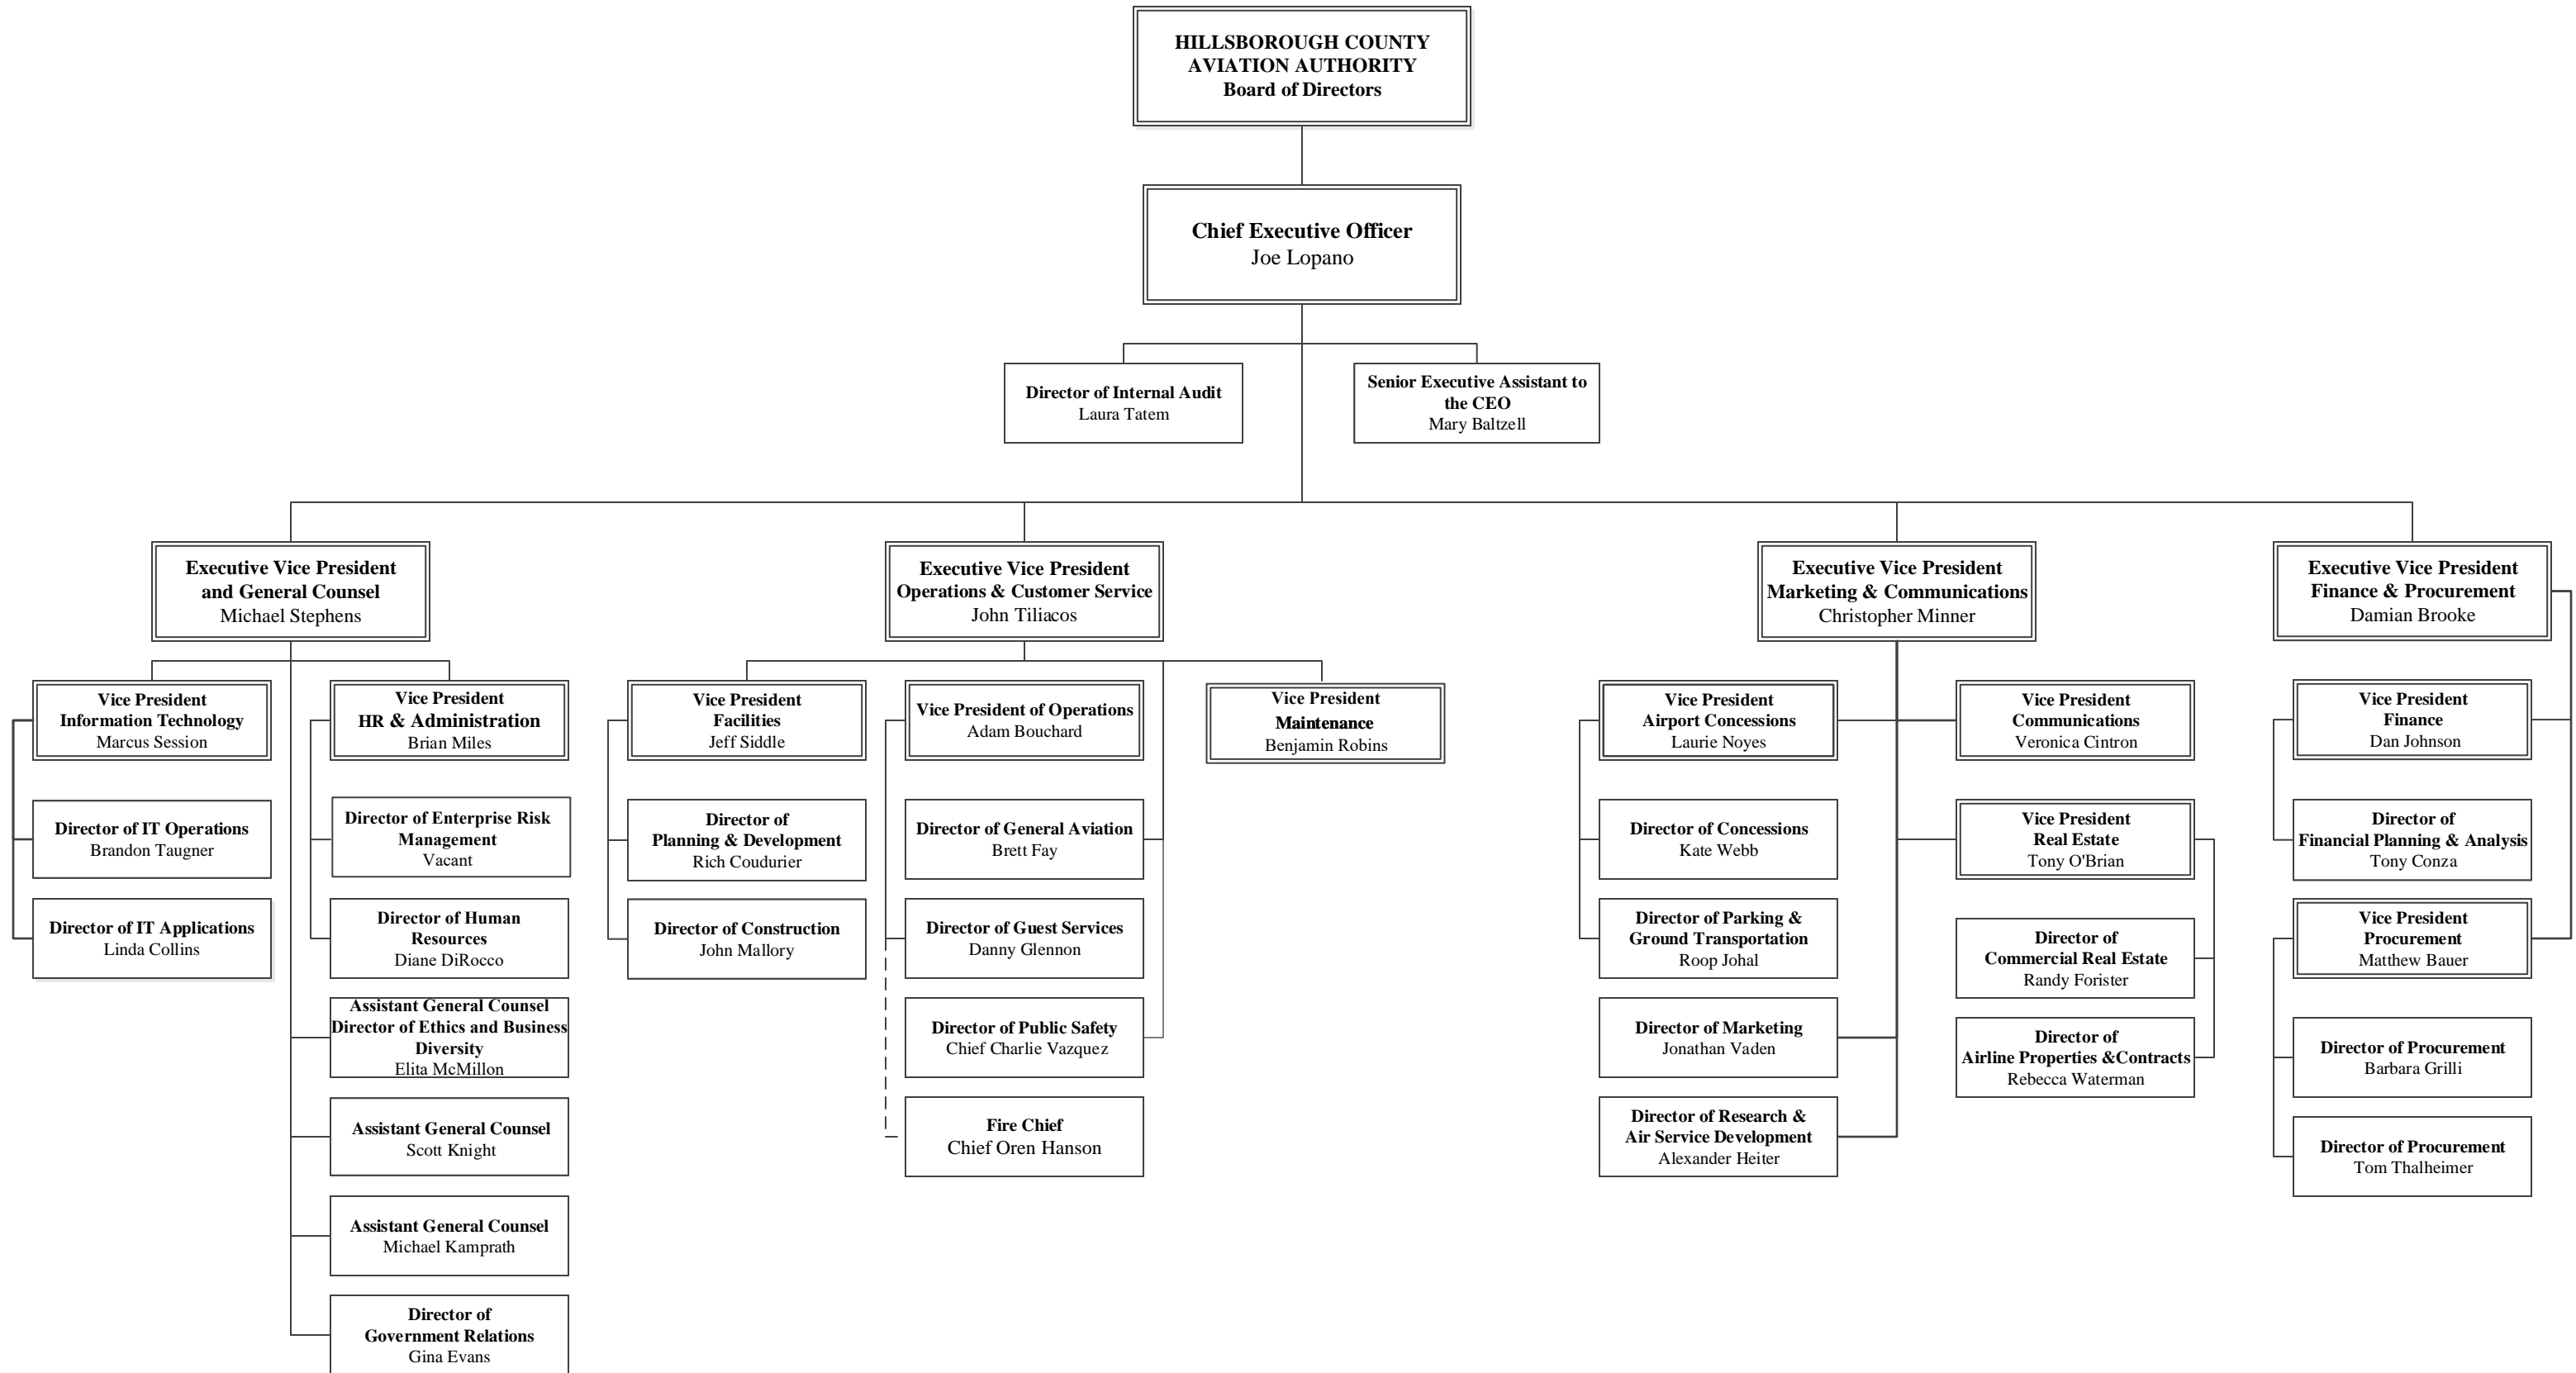 HILLSBOROUGH COUNTY
AVIATION AUTHORITY
Board of Directors
Chief Executive Officer
Joe Lopano
Director of Internal Audit
Laura Tatem
Senior Executive Assistant to
the CEO
Mary Baltzell
Executive Vice President
and General Counsel
Michael Stephens
Executive Vice President
Operations & Customer Service
John Tiliacos
Executive Vice President
Marketing & Communications
Christopher Minner
Executive Vice President
Finance & Procurement
Damian Brooke
Vice President
Information Technology
Marcus Session
Vice President
HR & Administration
Brian Miles
Vice President
Facilities
Jeff Siddle
Vice President of Operations
Adam Bouchard
Vice President
Maintenance
Benjamin Robins
Vice President
Airport Concessions
Laurie Noyes
Vice President
Communications
Veronica Cintron
Vice President
Finance
Dan Johnson
Director of IT Operations
Brandon Taugner
Director of Enterprise Risk
Management
Vacant
Director of
Planning & Development
Rich Coudurier
Director of General Aviation
Brett Fay
Director of Concessions
Kate Webb
Vice President
Real Estate
Tony O'Brian
Director of
Financial Planning & Analysis
Tony Conza
Director of IT Applications
Linda Collins
Director of Human
Resources
Diane DiRocco
Director of Construction
John Mallory
Director of Guest Services
Danny Glennon
Director of Parking &
Ground Transportation
Roop Johal
Director of
Commercial Real Estate
Randy Forister
Vice President
Procurement
Matthew Bauer
Assistant General Counsel
Director of Ethics and Business
Diversity
Elita McMillon
Director of Public Safety
Chief Charlie Vazquez
Director of Marketing
Jonathan Vaden
Director of
Airline Properties &Contracts
Rebecca Waterman
Director of Procurement
Barbara Grilli
Assistant General Counsel
Scott Knight
Fire Chief
Chief Oren Hanson
Director of Research &
Air Service Development
Alexander Heiter
Director of Procurement
Tom Thalheimer
Assistant General Counsel
Michael Kamprath
Director of
Government Relations
Gina Evans